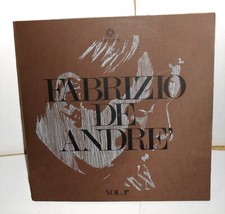 FABRIZIO
DE
ANDRE'
VOL. 1°